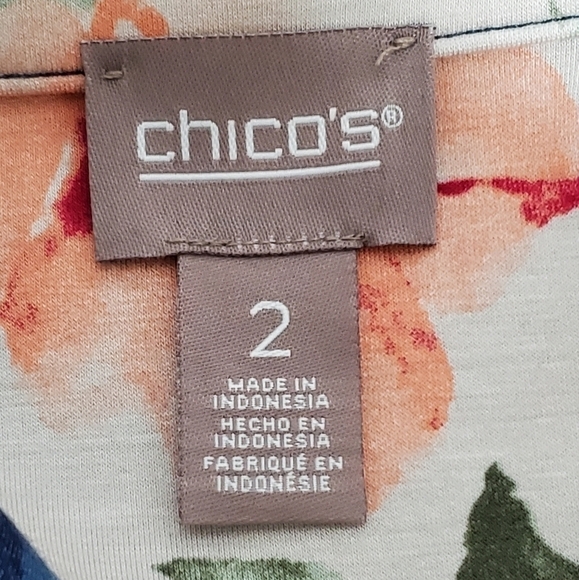 chico's®
2
MADE IN
INDONESIA
HECHO EN
INDONESIA
FABRIQUÉ EN
INDONÉSIE